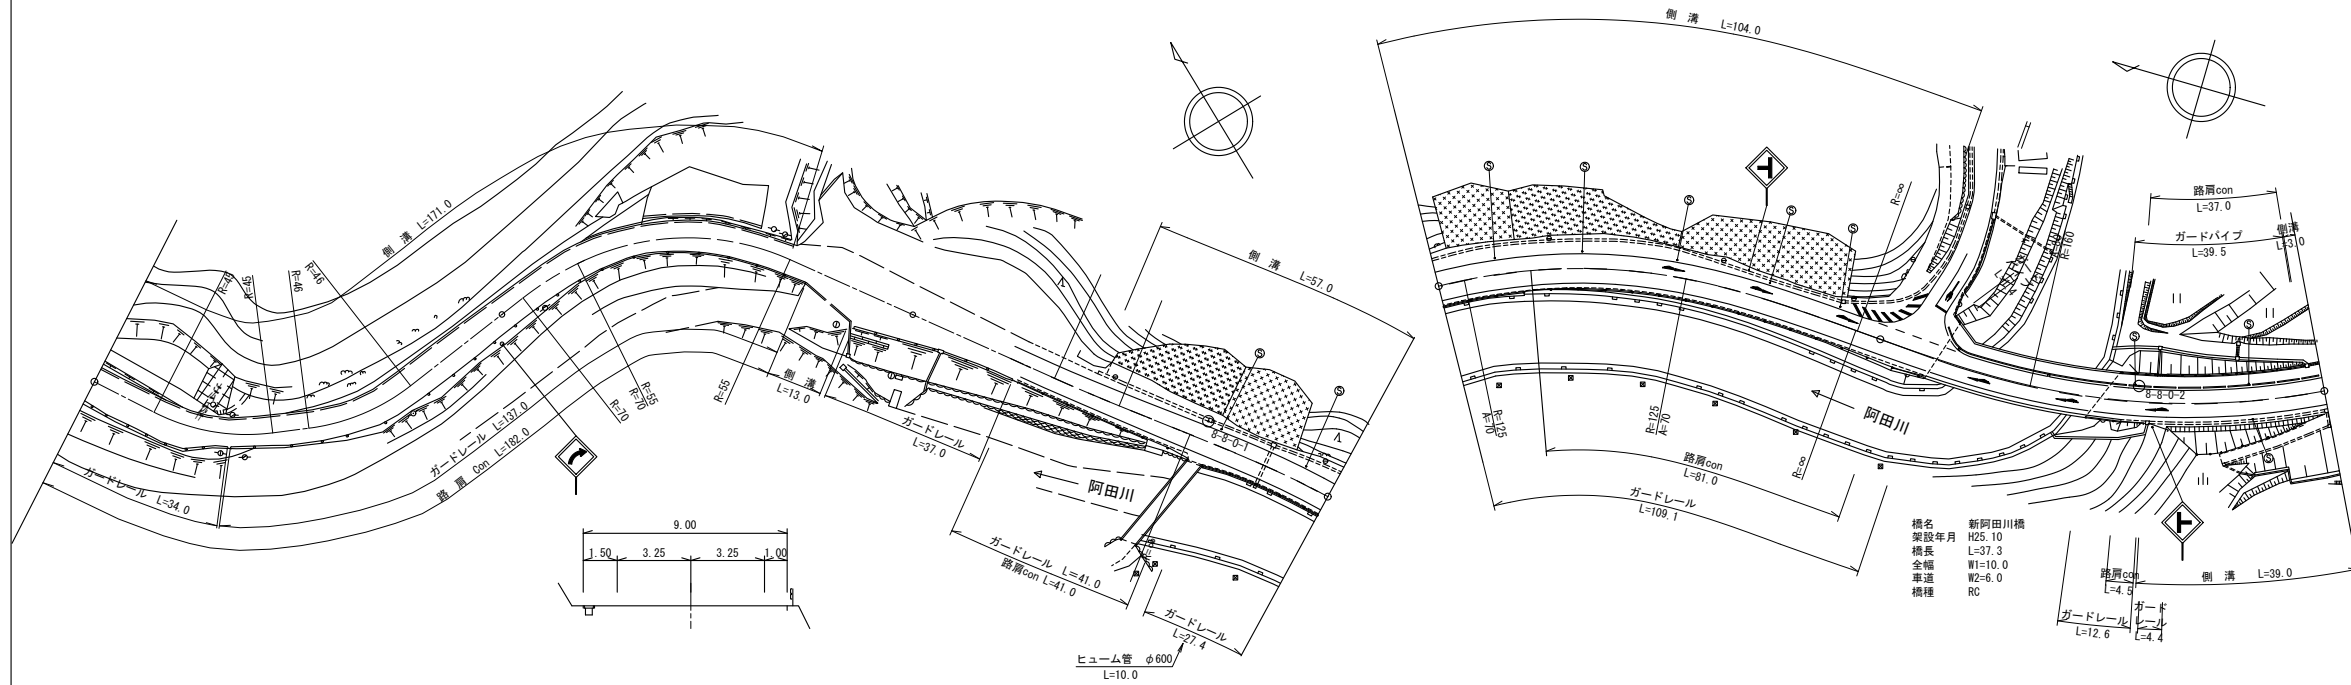 側 溝 L=171.0
R=45
R=46
R=46
ガードレール L=34.0
ガードレール L=137.0
路 肩 Con L=182.0
R=70
R=55
R=70
R=55
側 溝
L=13.0
ガードレール
L=37.0
側 溝 L=57.0
8-8-0-1
阿田川
ガードレール L=41.0
路肩con L=41.0
ガードレール
L=27.4
ヒューム管 φ600
L=10.0
9.00
1.50
3.25
3.25
1.00
S
S
側 溝 L=104.0
S
S
S
S
S
R=∞
R=160
路肩con
L=37.0
ガードパイプ
L=39.5
側溝
L=3.0
S
S
8-8-0-2
S
R=125
A=70
R=125
A=70
R=∞
阿田川
路肩con
L=81.0
ガードレール
L=109.1
橋名 新阿田川橋
架設年月 H25.10
橋長 L=37.3
全幅 W1=10.0
車道 W2=6.0
橋種 RC
路肩con
L=4.5
側 溝 L=39.0
ガードレール
L=12.6
ガード
レール
L=4.4